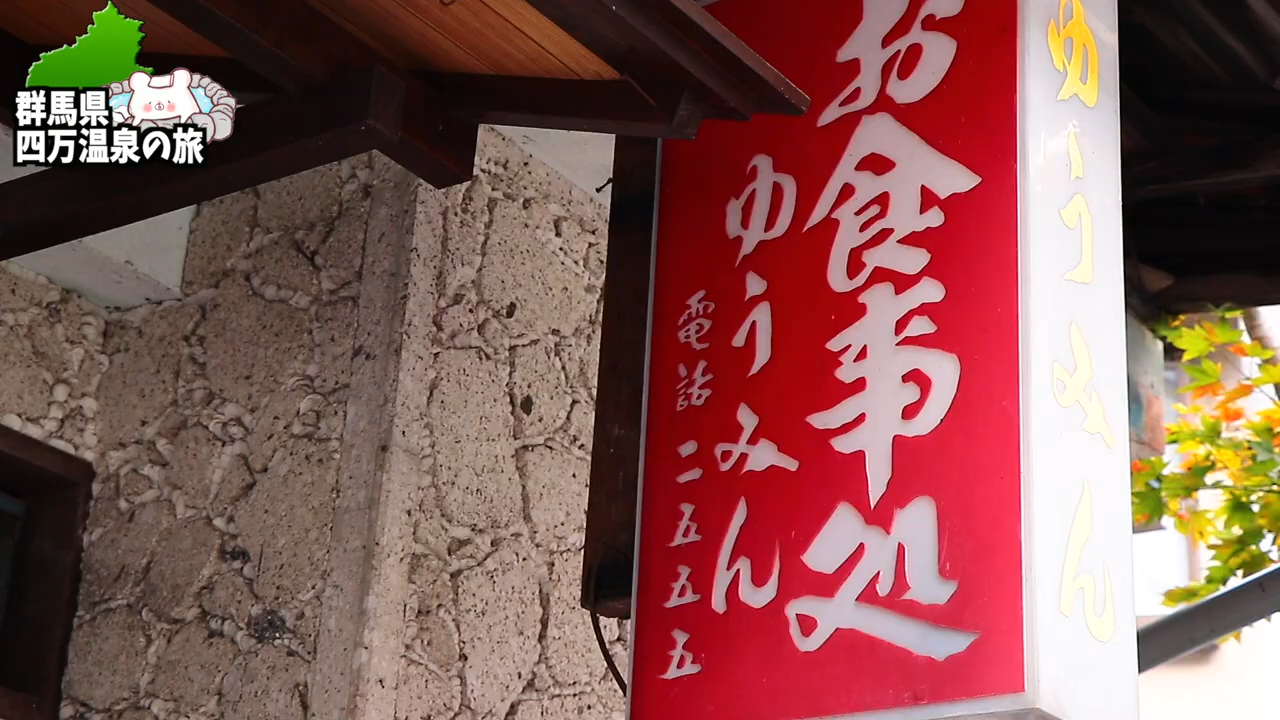 群馬県
四万温泉の旅
お食事処
ゆうみん
電話二五五五
ゆうみん